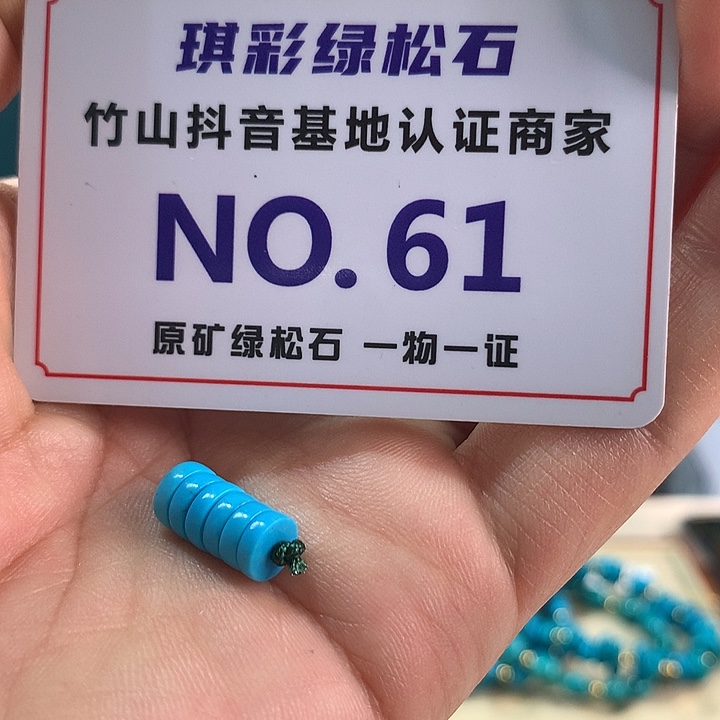 琪彩绿松石
竹山抖音基地认证商家
NO.61
原矿绿松石 一物一证